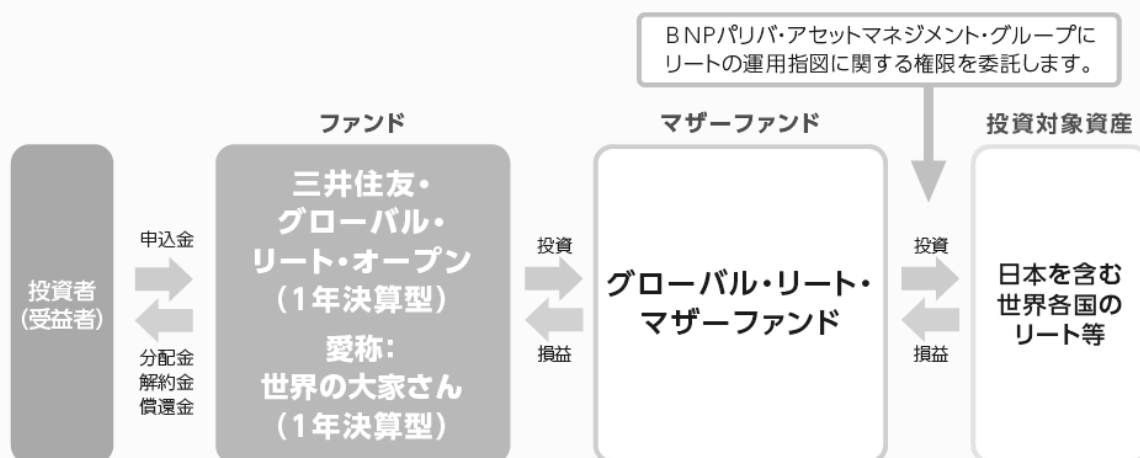 BNPパリバ・アセットマネジメント・グループに
リートの運用指図に関する権限を委託します。
ファンド
マザーファンド
投資対象資産
投資者
(受益者)
申込金
分配金
解約金
償還金
三井住友・
グローバル・
リート・オープン
(1年決算型)
愛称:
世界の大家さん
(1年決算型)
投資
損益
グローバル・リート・
マザーファンド
投資
損益
日本を含む
世界各国の
リート等